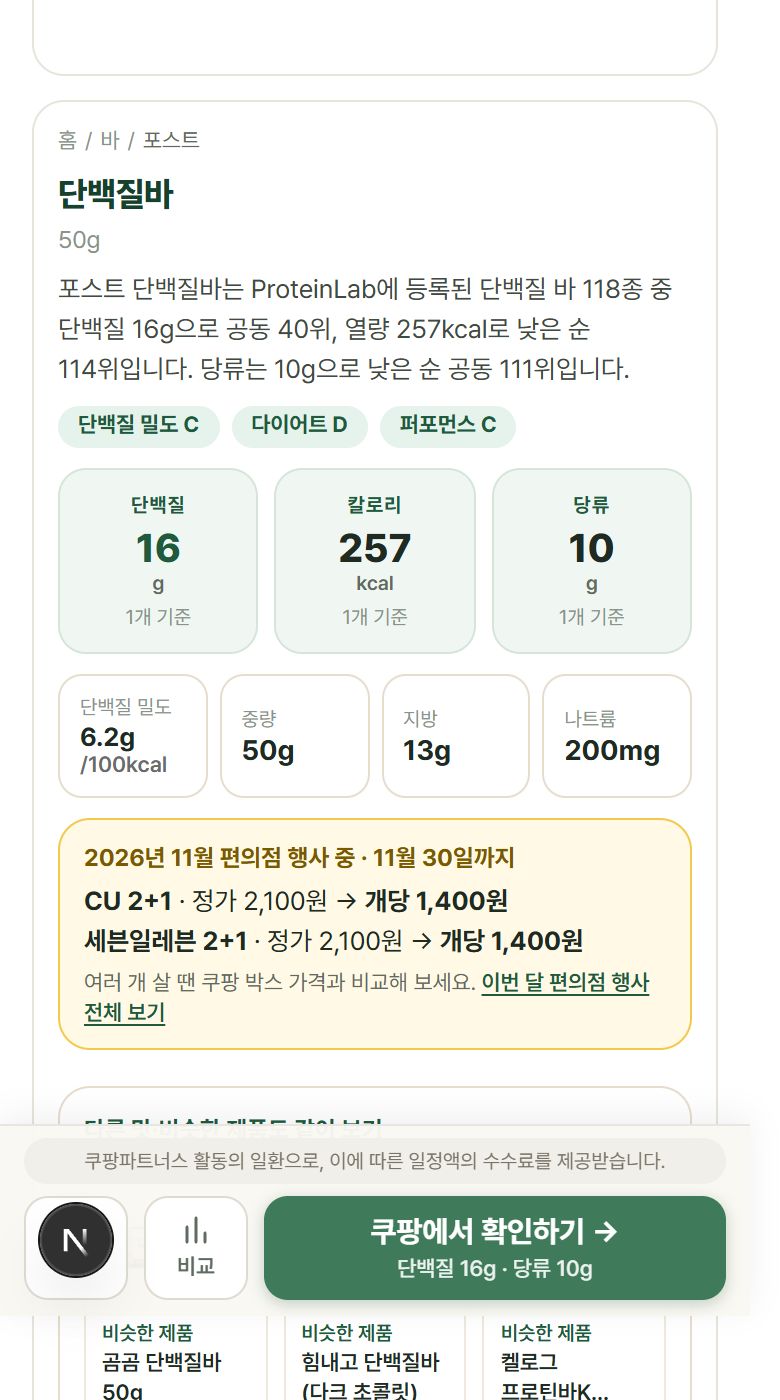 홈 / 바 / 포스트
단백질바
50g
포스트 단백질바는 ProteinLab에 등록된 단백질 바 118종 중
단백질 16g으로 공동 40위, 열량 257kcal로 낮은 순
114위입니다. 당류는 10g으로 낮은 순 공동 111위입니다.
단백질 밀도 C 다이어트 D 퍼포먼스 C
단백질 칼로리 당류
16 257 10
g kcal g
1개 기준 1개 기준 1개 기준
단백질 밀도 중량 지방 나트륨
6.2g 50g 13g 200mg
/100kcal
2026년 11월 편의점 행사 중 · 11월 30일까지
CU 2+1 · 정가 2,100원 → 개당 1,400원
세븐일레븐 2+1 · 정가 2,100원 → 개당 1,400원
여러 개 살 땐 쿠팡 박스 가격과 비교해 보세요. 이번 달 편의점 행사
전체 보기
다른 맛·비슷한 제품도 같이 보기
쿠팡파트너스 활동의 일환으로, 이에 따른 일정액의 수수료를 제공받습니다.
N
비교
쿠팡에서 확인하기 →
단백질 16g · 당류 10g
비슷한 제품 비슷한 제품 비슷한 제품
곰곰 단백질바 힘내고 단백질바 켈로그
50g (다크 초콜릿) 프로틴바K...